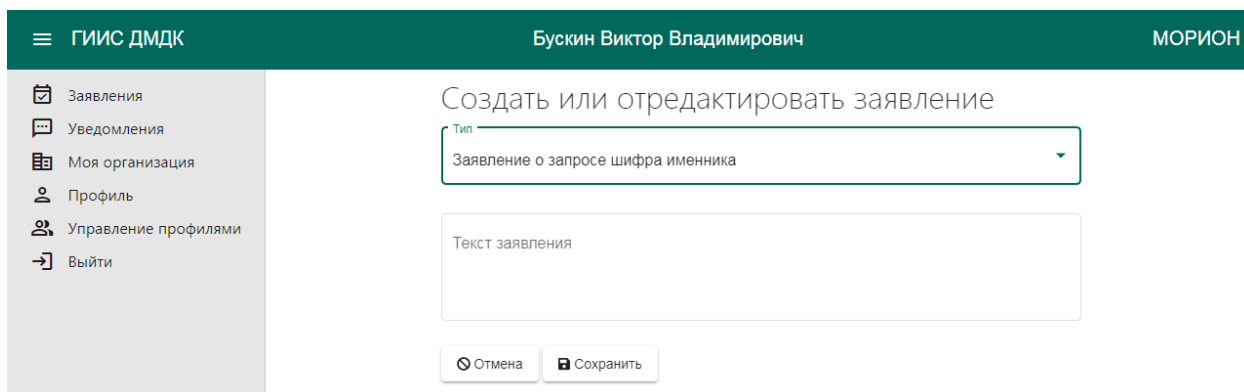 ГИИС ДМДК
Бускин Виктор Владимирович
МОРИОН
Заявления
Уведомления
Моя организация
Профиль
Управление профилями
Выйти
Создать или отредактировать заявление
Тип
Заявление о запросе шифра именника
Текст заявления
Отмена
Сохранить